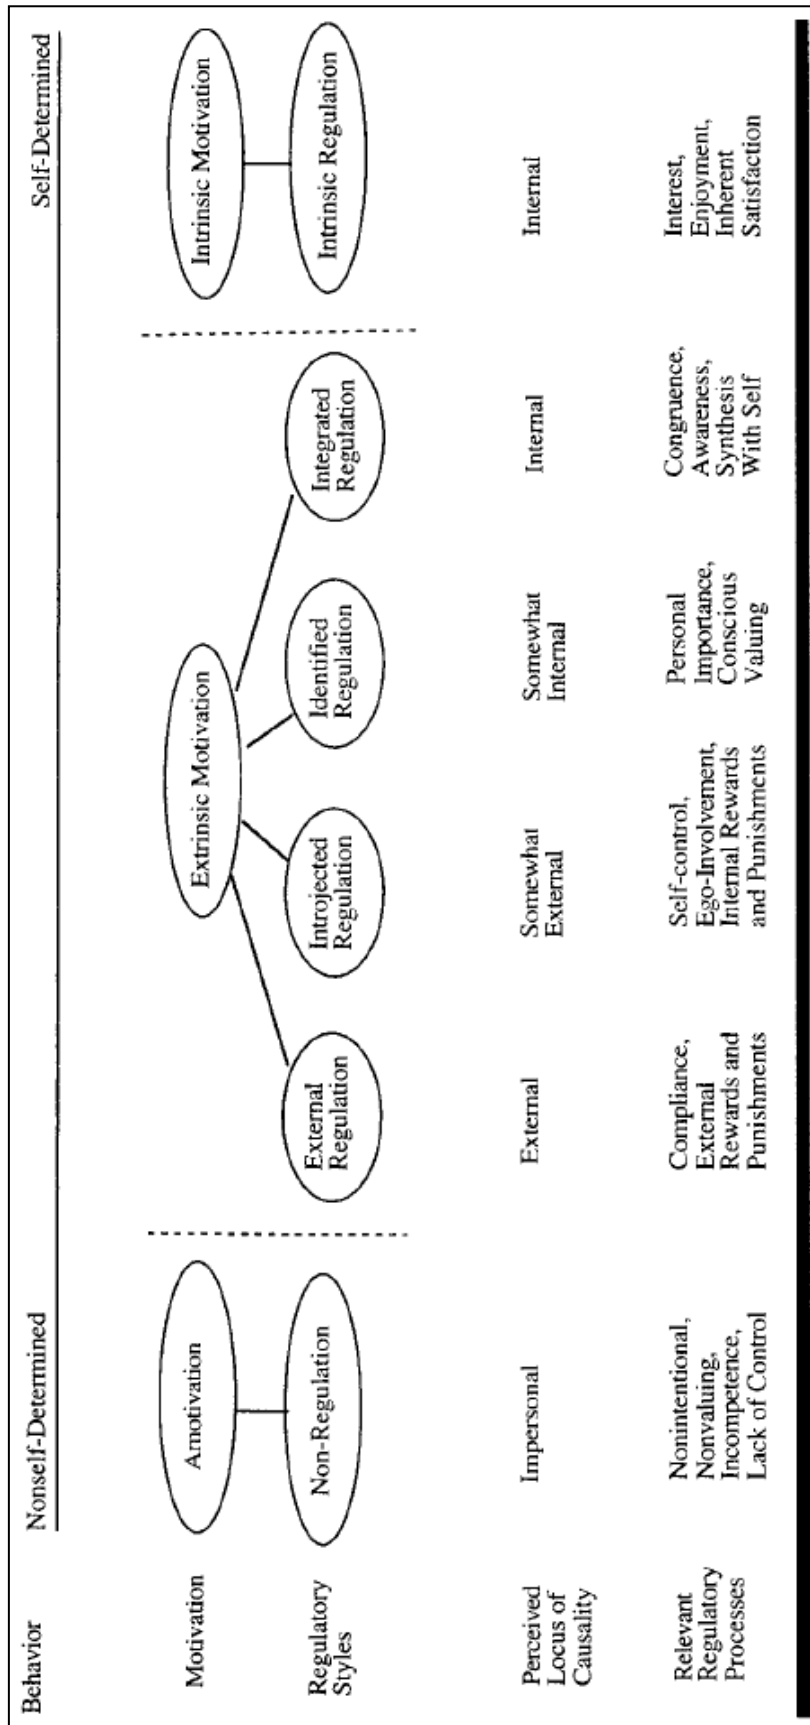 Behavior
Nonself-Determined
Self-Determined
Motivation
Amotivation
Extrinsic Motivation
Intrinsic Motivation
Regulatory
Styles
Non-Regulation
External
Regulation
Introjected
Regulation
Identified
Regulation
Integrated
Regulation
Intrinsic Regulation
Perceived
Locus of
Causality
Impersonal
External
Somewhat
External
Somewhat
Internal
Internal
Internal
Relevant
Regulatory
Processes
Nonintentional,
Nonvaluing,
Incompetence,
Lack of Control
Compliance,
External
Rewards and
Punishments
Self-control,
Ego-Involvement,
Internal Rewards
and Punishments
Personal
Importance,
Conscious
Valuing
Congruence,
Awareness,
Synthesis
With Self
Interest,
Enjoyment,
Inherent
Satisfaction